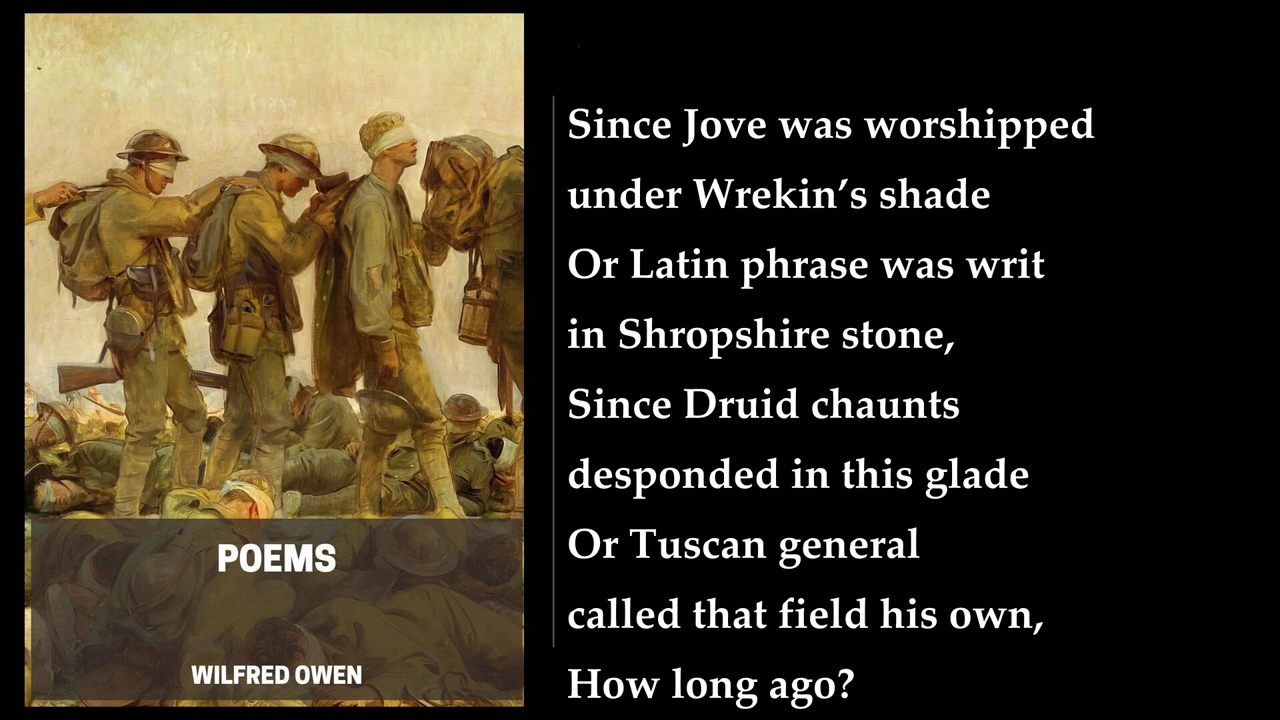 POEMS
WILFRED OWEN
Since Jove was worshipped
under Wrekin’s shade
Or Latin phrase was writ
in Shropshire stone,
Since Druid chaunts
desponded in this glade
Or Tuscan general
called that field his own,
How long ago?